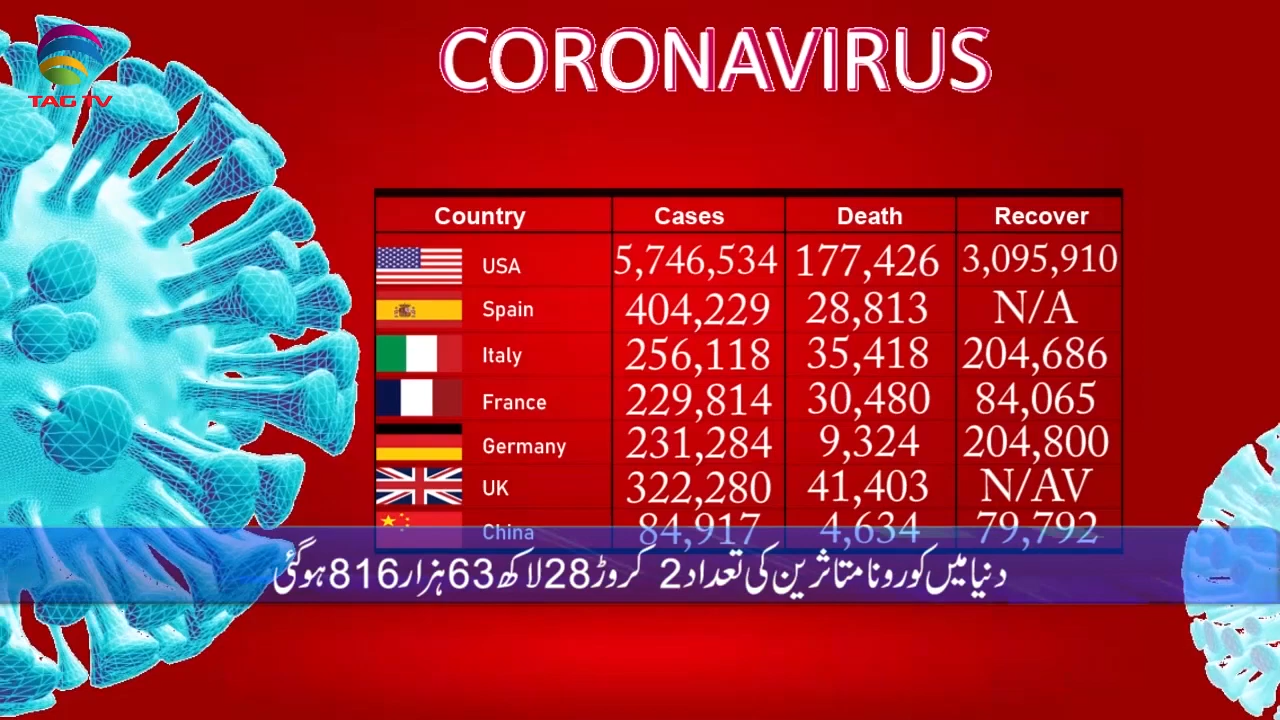 TAG TV
CORONAVIRUS
Country Cases Death Recover
USA 5,746,534 177,426 3,095,910
Spain 404,229 28,813 N/A
Italy 256,118 35,418 204,686
France 229,814 30,480 84,065
Germany 231,284 9,324 204,800
UK 322,280 41,403 N/AV
China 84,917 4,634 79,792
دنیا میں کورونا متاثرین کی تعداد 2 کروڑ 28 لاکھ 63 ہزار 816 ہو گئی